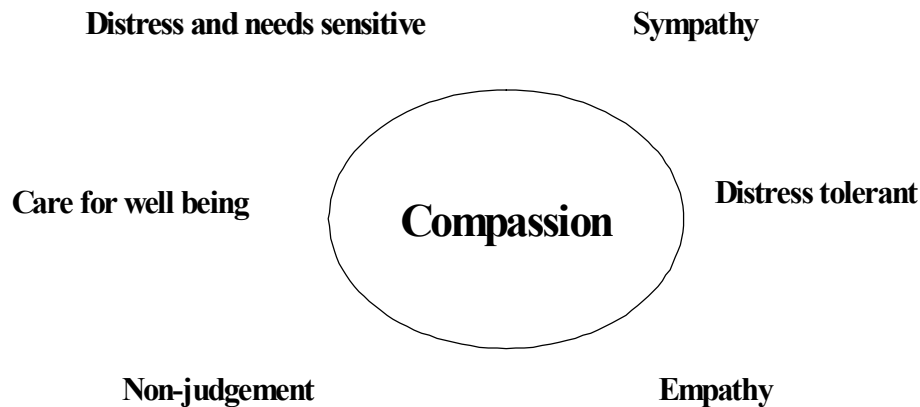 Distress and needs sensitive
Sympathy
Care for well being
Compassion
Distress tolerant
Non-judgement
Empathy